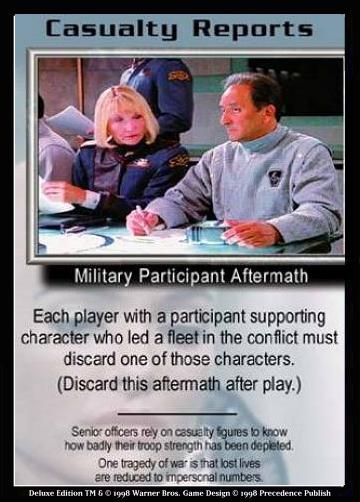 Casualty Reports
Military Participant Aftermath
Each player with a participant supporting
character who led a fleet in the conflict must
discard one of those characters.
(Discard this aftermath after play.)
Senior officers rely on casualty figures to know
how badly their troop strength has been depleted.
One tragedy of war is that lost lives
are reduced to impersonal numbers.
Deluxe Edition TM & © 1998 Warner Bros. Game Design © 1998 Precedence Publish